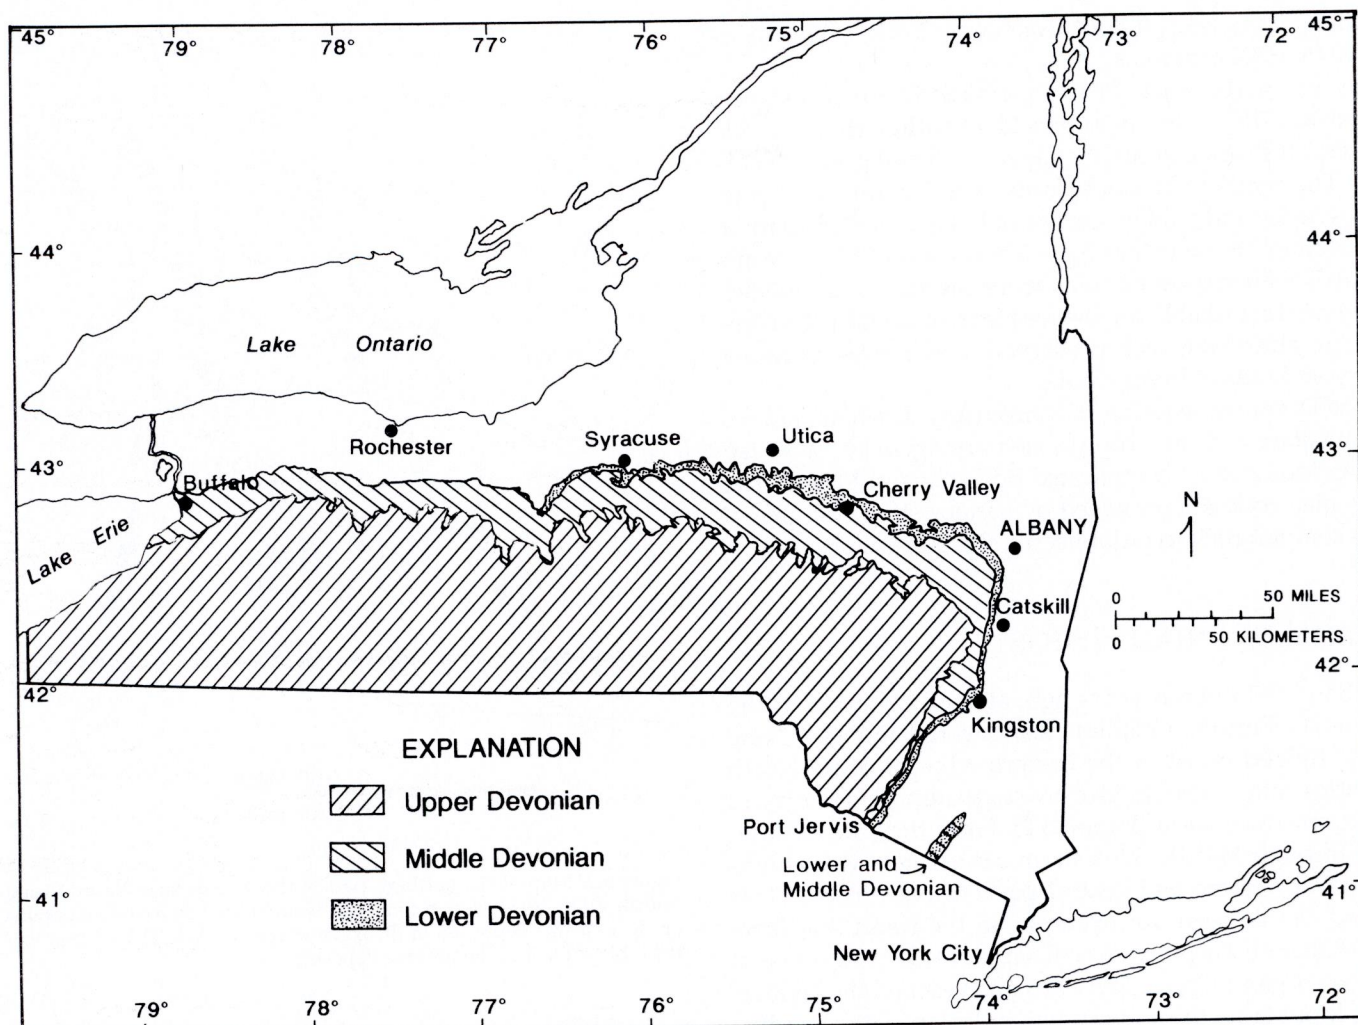 45°
79°
78°
77°
76°
75°
74°
73°
72°
45°
44°
44°
Lake Ontario
Rochester
Syracuse
Utica
43°
43°
Buffalo
Cherry Valley
N
Lake Erie
ALBANY
0 50 MILES
Catskill
0 50 KILOMETERS
42°
42°
Kingston
EXPLANATION
Upper Devonian
Port Jervis
Middle Devonian
Lower and
Middle Devonian
41°
41°
Lower Devonian
New York City
79°
78°
77°
76°
75°
74°
73°
72°